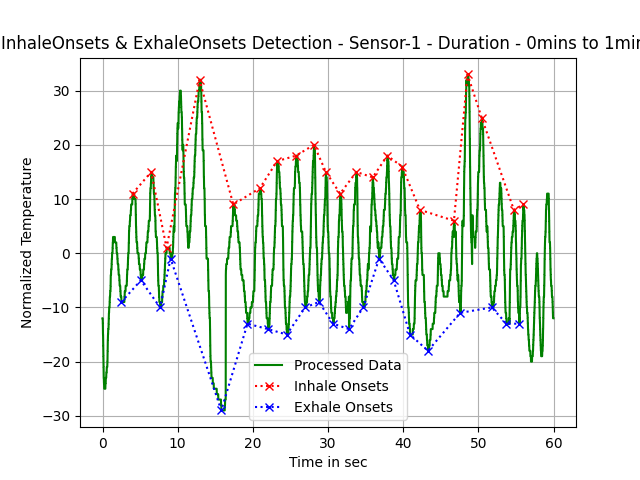 InhaleOnsets & ExhaleOnsets Detection - Sensor-1 - Duration - 0mins to 1min
30
20
10
0
−10
−20
−30
Normalized Temperature
Processed Data
Inhale Onsets
Exhale Onsets
0 10 20 30 40 50 60
Time in sec